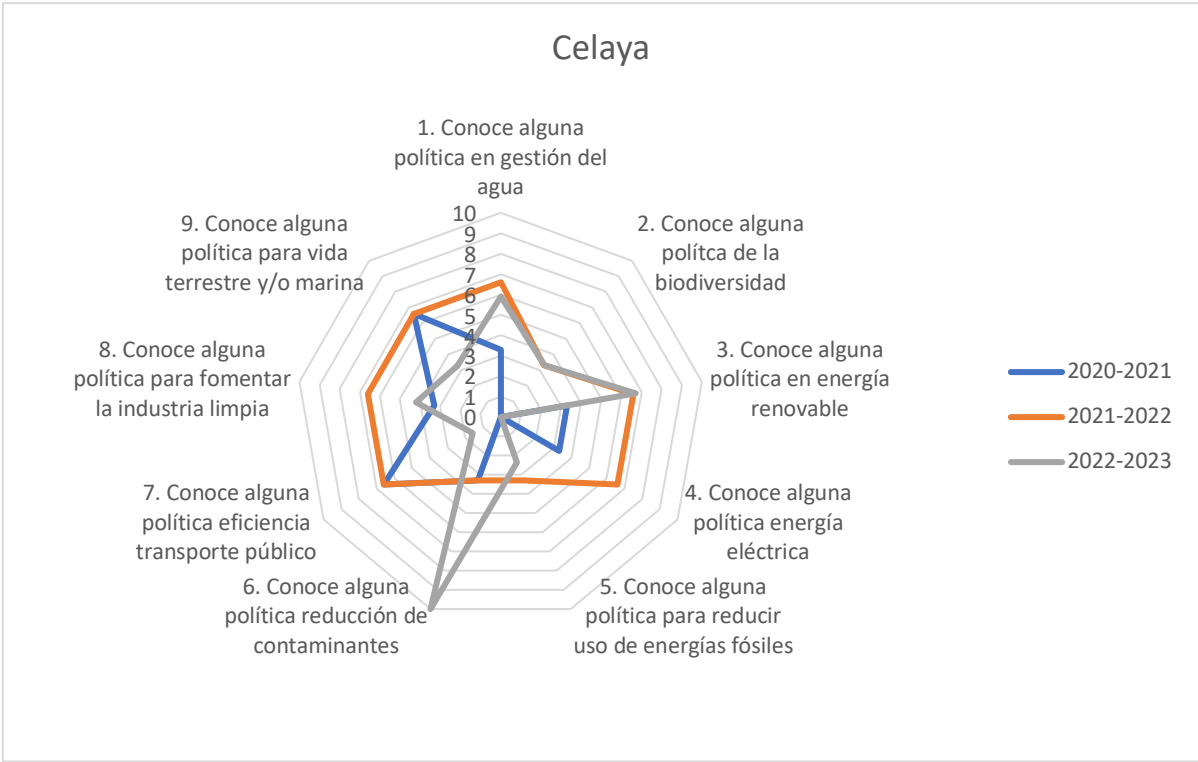 Celaya
1. Conoce alguna
política en gestión del
agua
2. Conoce alguna
polítca de la
biodiversidad
3. Conoce alguna
política en energía
renovable
4. Conoce alguna
política energía
eléctrica
5. Conoce alguna
política para reducir
uso de energías fósiles
6. Conoce alguna
política reducción de
contaminantes
7. Conoce alguna
política eficiencia
transporte público
8. Conoce alguna
política para fomentar
la industria limpia
9. Conoce alguna
política para vida
terrestre y/o marina
10
9
8
7
6
5
4
3
2
1
0
2020-2021
2021-2022
2022-2023